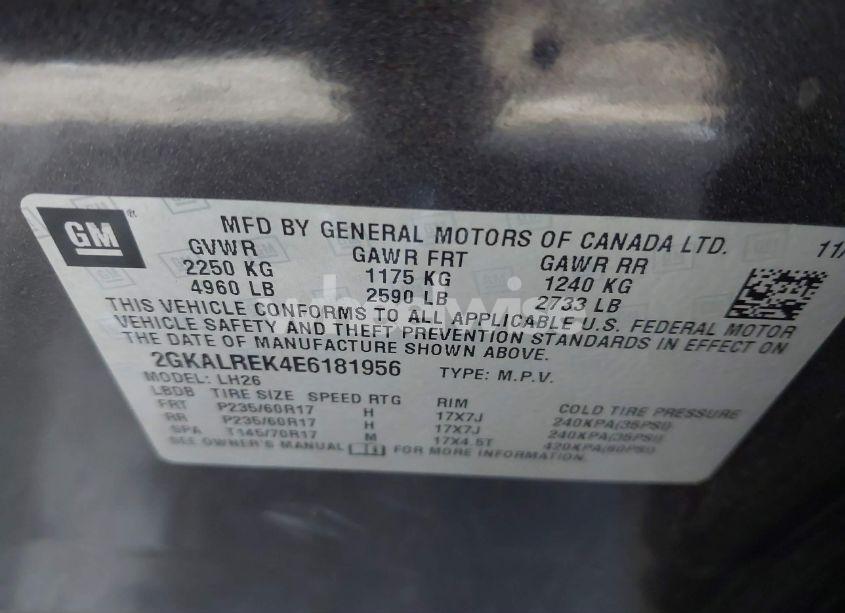 GM
MFD BY GENERAL MOTORS OF CANADA LTD.
11/
GVWR GAWR FRT GAWR RR
2250 KG 1175 KG 1240 KG
4960 LB 2590 LB 2733 LB
THIS VEHICLE CONFORMS TO ALL APPLICABLE U.S. FEDERAL MOTOR
VEHICLE SAFETY AND THEFT PREVENTION STANDARDS IN EFFECT ON
THE DATE OF MANUFACTURE SHOWN ABOVE.
2GKALREK4E6181956 TYPE: M.P.V.
MODEL: LH26
LBDB TIRE SIZE SPEED RTG RIM COLD TIRE PRESSURE
FRT P235/60R17 H 17X7J 240KPA(35PSI)
RR P235/60R17 H 17X7J 240KPA(35PSI)
SPA T145/70R17 M 17X4.5T 420KPA(60PSI)
SEE OWNER'S MANUAL FOR MORE INFORMATION.